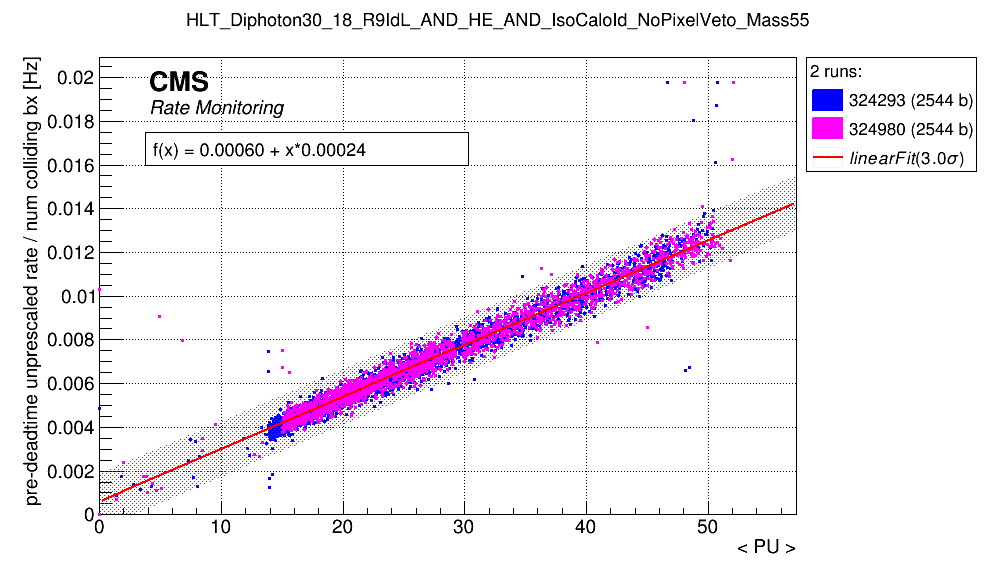 HLT_Diphoton30_18_R9IdL_AND_HE_AND_IsoCaloId_NoPixelVeto_Mass55
pre-deadtime unprescaled rate / num colliding bx [Hz]
CMS
Rate Monitoring
f(x) = 0.00060 + x*0.00024
0.02
0.018
0.016
0.014
0.012
0.01
0.008
0.006
0.004
0.002
0
0 10 20 30 40 50
< PU >
2 runs:
324293 (2544 b)
324980 (2544 b)
linearFit(3.0σ)